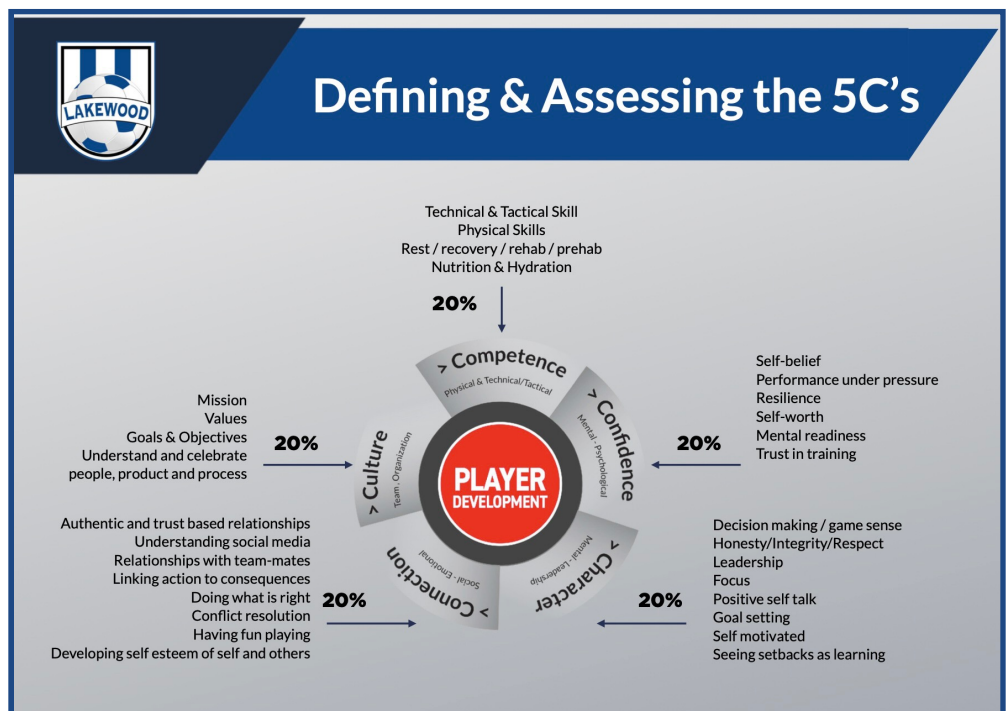 LAKEWOOD
Defining & Assessing the 5C's
Technical & Tactical Skill
Physical Skills
Rest / recovery / rehab / prehab
Nutrition & Hydration
20%
> Competence
Physical & Technical/Tactical
Self-belief
Performance under pressure
Resilience
Self-worth
Mental readiness
Trust in training
20%
> Confidence
Mental - Psychological
Decision making / game sense
Honesty/Integrity/Respect
Leadership
Focus
Positive self talk
Goal setting
Self motivated
Seeing setbacks as learning
20%
> Character
Mental - Leadership
Authentic and trust based relationships
Understanding social media
Relationships with team-mates
Linking action to consequences
Doing what is right
Conflict resolution
Having fun playing
Developing self esteem of self and others
20%
> Connection
Social - Emotional
Mission
Values
Goals & Objectives
Understand and celebrate
people, product and process
20%
> Culture
Team , Organization
PLAYER
DEVELOPMENT